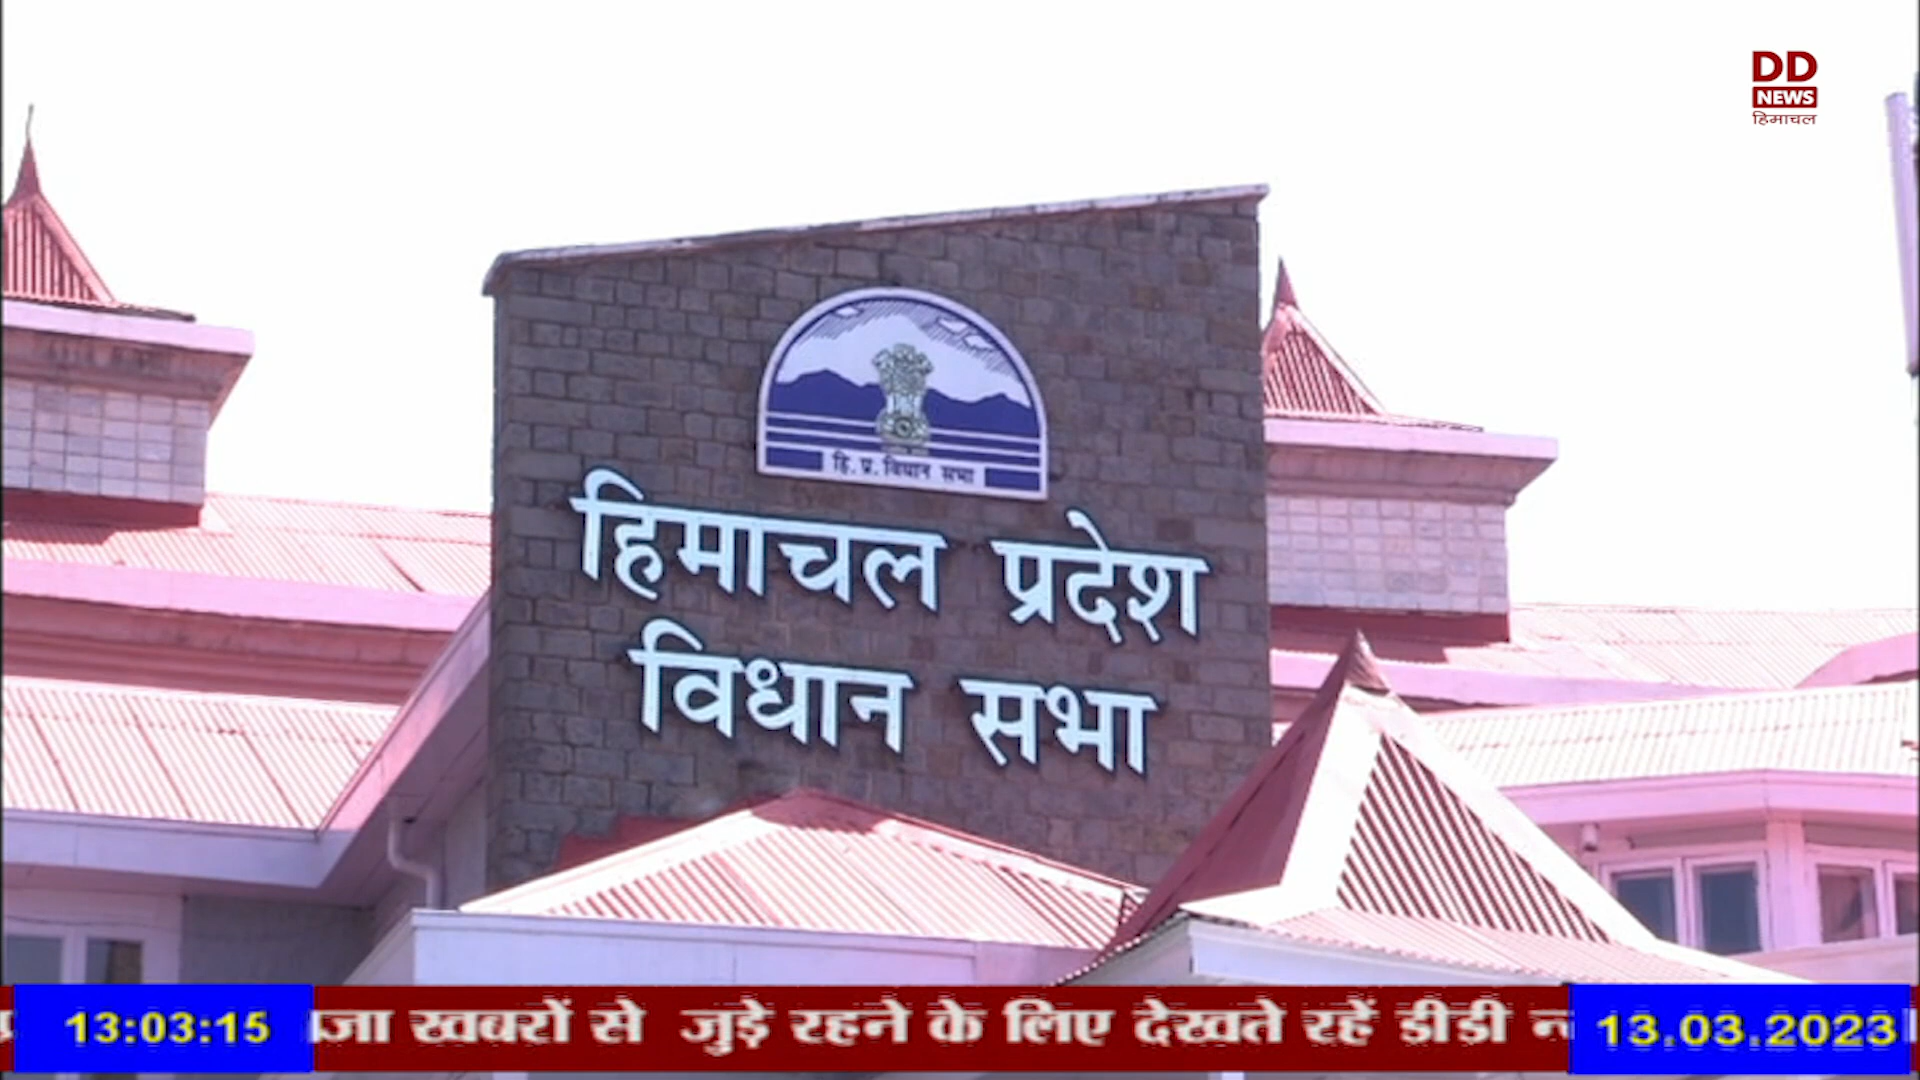 DD
NEWS
हिमाचल
हि.प्र.विधान सभा
हिमाचल प्रदेश
विधान सभा
13:03:15
खबरों से जुड़े रहने के लिए देखते रहें डीडी
13.03.2023